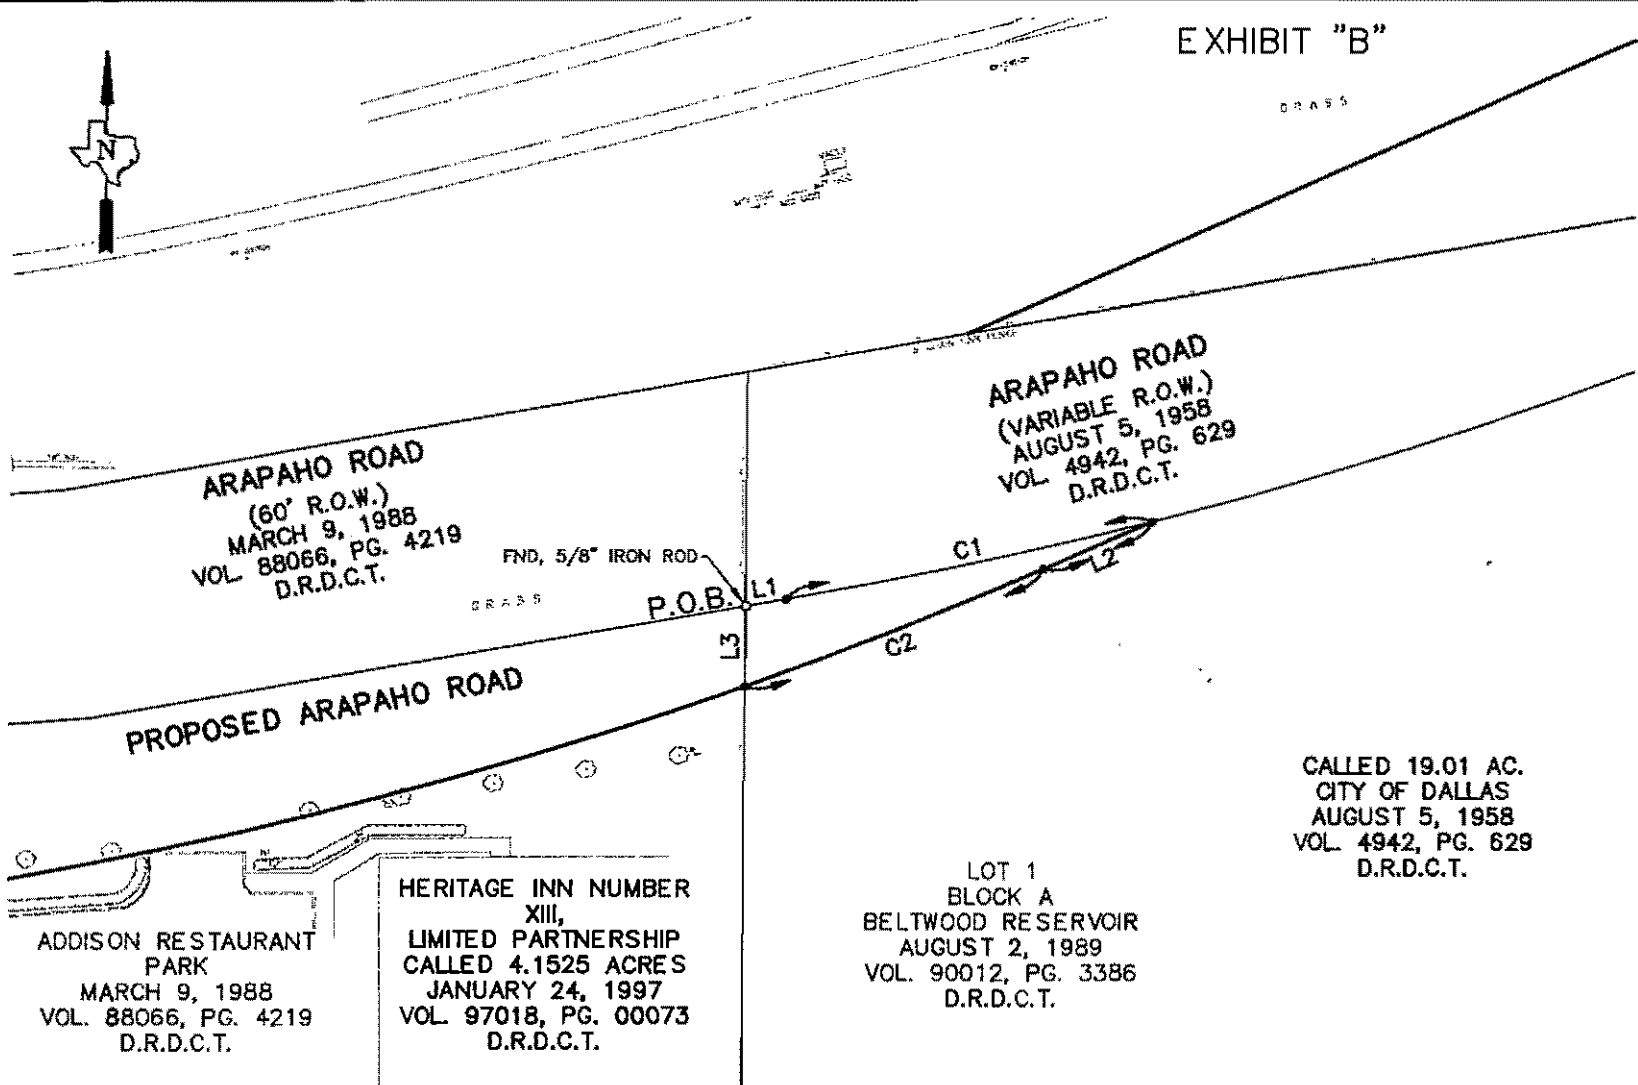 EXHIBIT "B"
GRASS
N
ARAPAHO ROAD
(VARIABLE R.O.W.)
AUGUST 5, 1958
VOL. 4942, PG. 629
D.R.D.C.T.
ARAPAHO ROAD
(60' R.O.W.)
MARCH 9, 1988
VOL. 88066, PG. 4219
D.R.D.C.T.
FND, 5/8" IRON ROD
GRASS
P.O.B.
L1
C1
L2
L3
C2
PROPOSED ARAPAHO ROAD
CALLED 19.01 AC.
CITY OF DALLAS
AUGUST 5, 1958
VOL. 4942, PG. 629
D.R.D.C.T.
LOT 1
BLOCK A
BELTWOOD RESERVOIR
AUGUST 2, 1989
VOL. 90012, PG. 3386
D.R.D.C.T.
HERITAGE INN NUMBER
XIII,
LIMITED PARTNERSHIP
CALLED 4.1525 ACRES
JANUARY 24, 1997
VOL. 97018, PG. 00073
D.R.D.C.T.
ADDISON RESTAURANT
PARK
MARCH 9, 1988
VOL. 88066, PG. 4219
D.R.D.C.T.